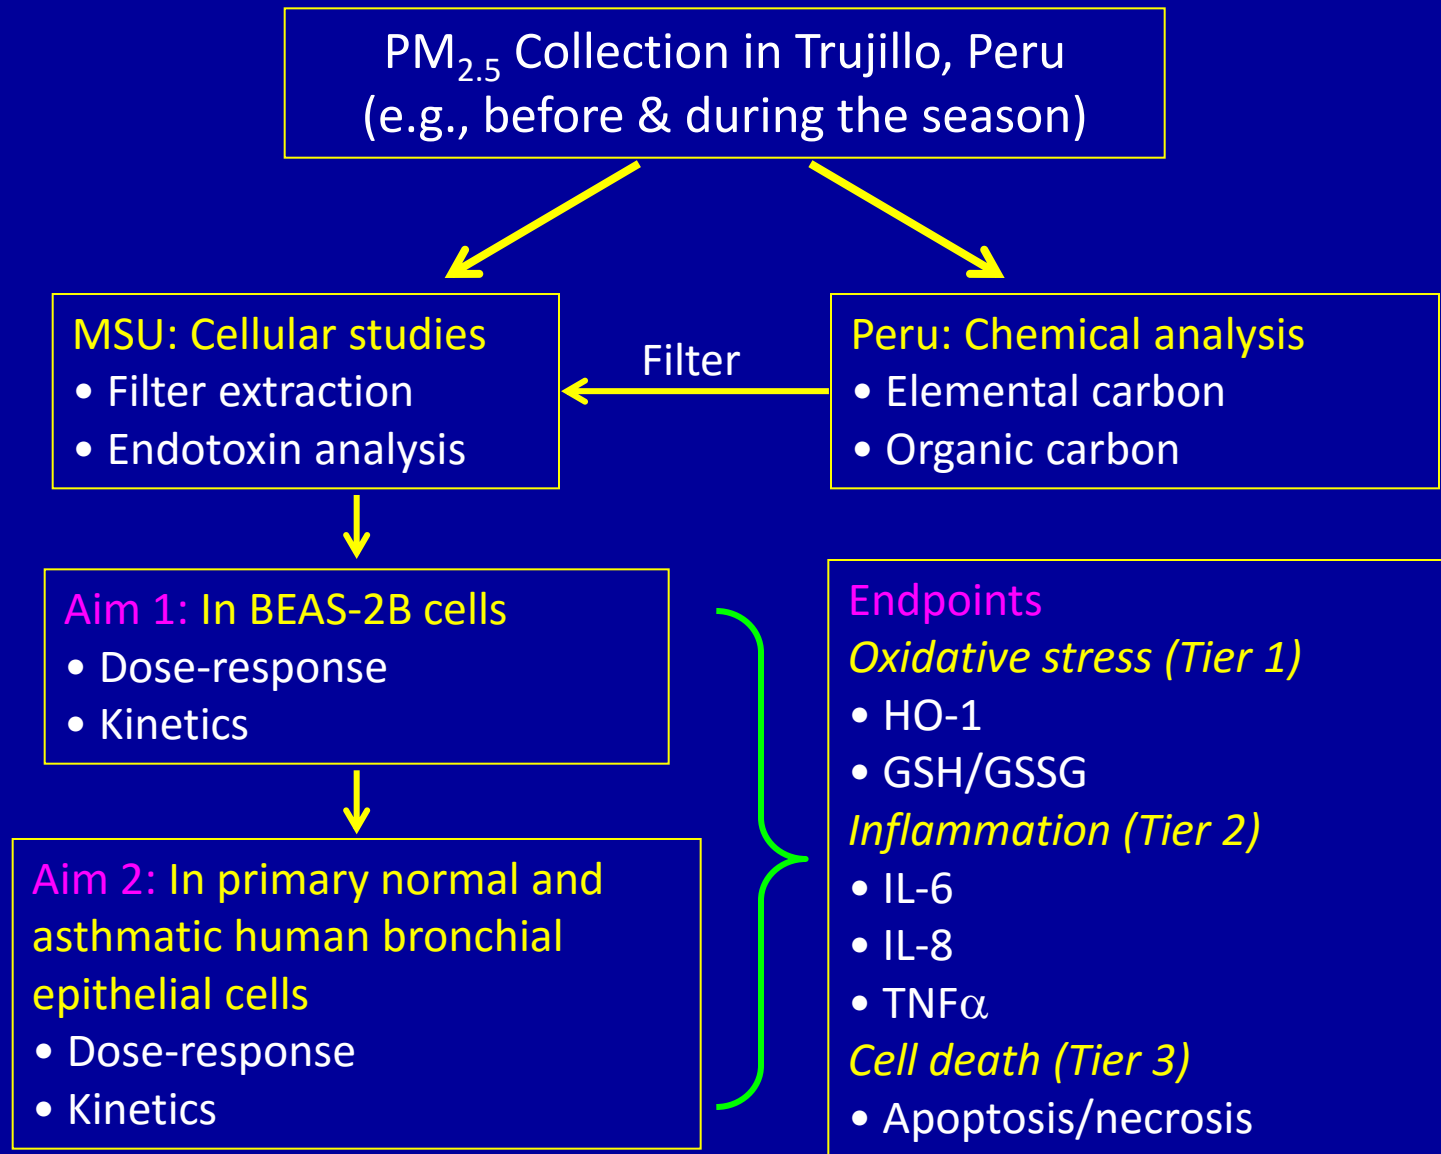 PM2.5 Collection in Trujillo, Peru
(e.g., before & during the season)
MSU: Cellular studies
• Filter extraction
• Endotoxin analysis
Filter
Peru: Chemical analysis
• Elemental carbon
• Organic carbon
Aim 1: In BEAS-2B cells
• Dose-response
• Kinetics
Aim 2: In primary normal and
asthmatic human bronchial
epithelial cells
• Dose-response
• Kinetics
Endpoints
Oxidative stress (Tier 1)
• HO-1
• GSH/GSSG
Inflammation (Tier 2)
• IL-6
• IL-8
• TNFα
Cell death (Tier 3)
• Apoptosis/necrosis